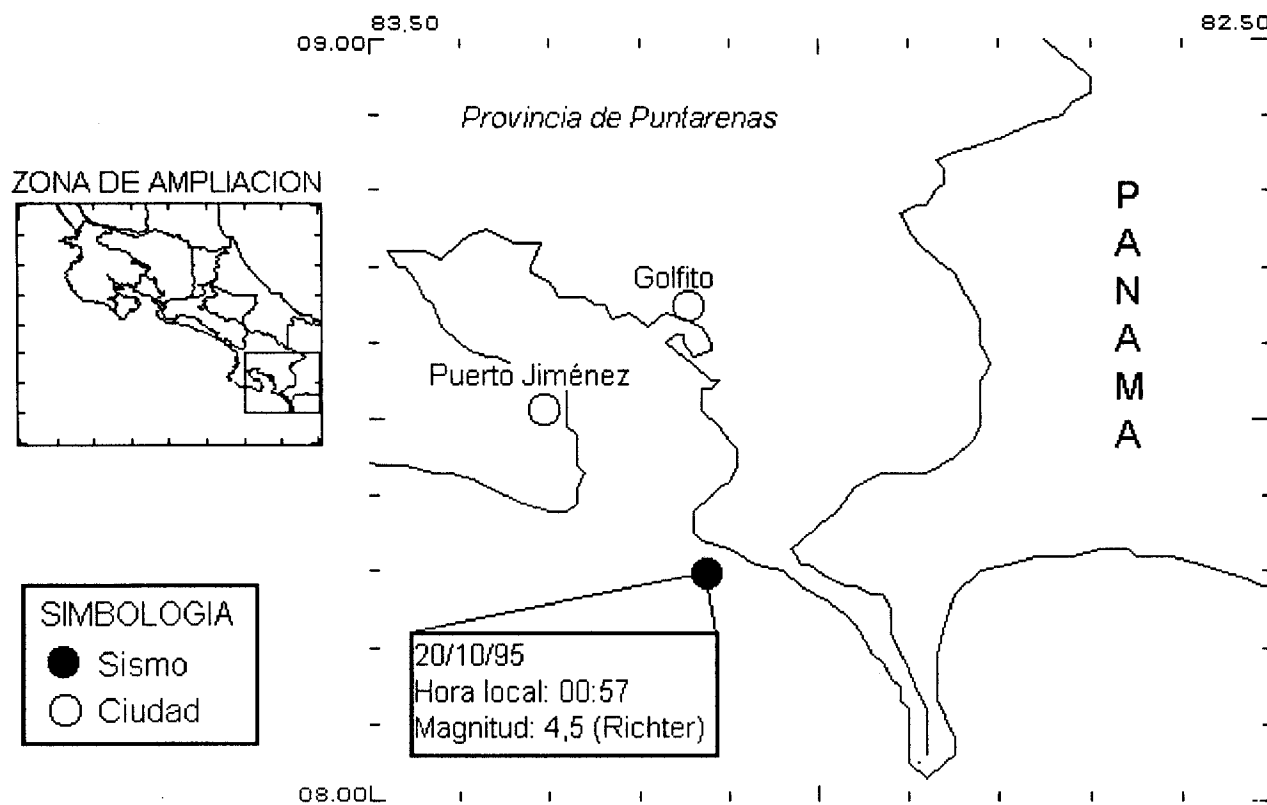 83,50
82.50
09.00
Provincia de Puntarenas
ZONA DE AMPLIACION
PANAMA
Golfito
Puerto Jiménez
SIMBOLOGIA
Sismo
Ciudad
20/10/95
Hora local: 00:57
Magnitud: 4,5 (Richter)
08.00